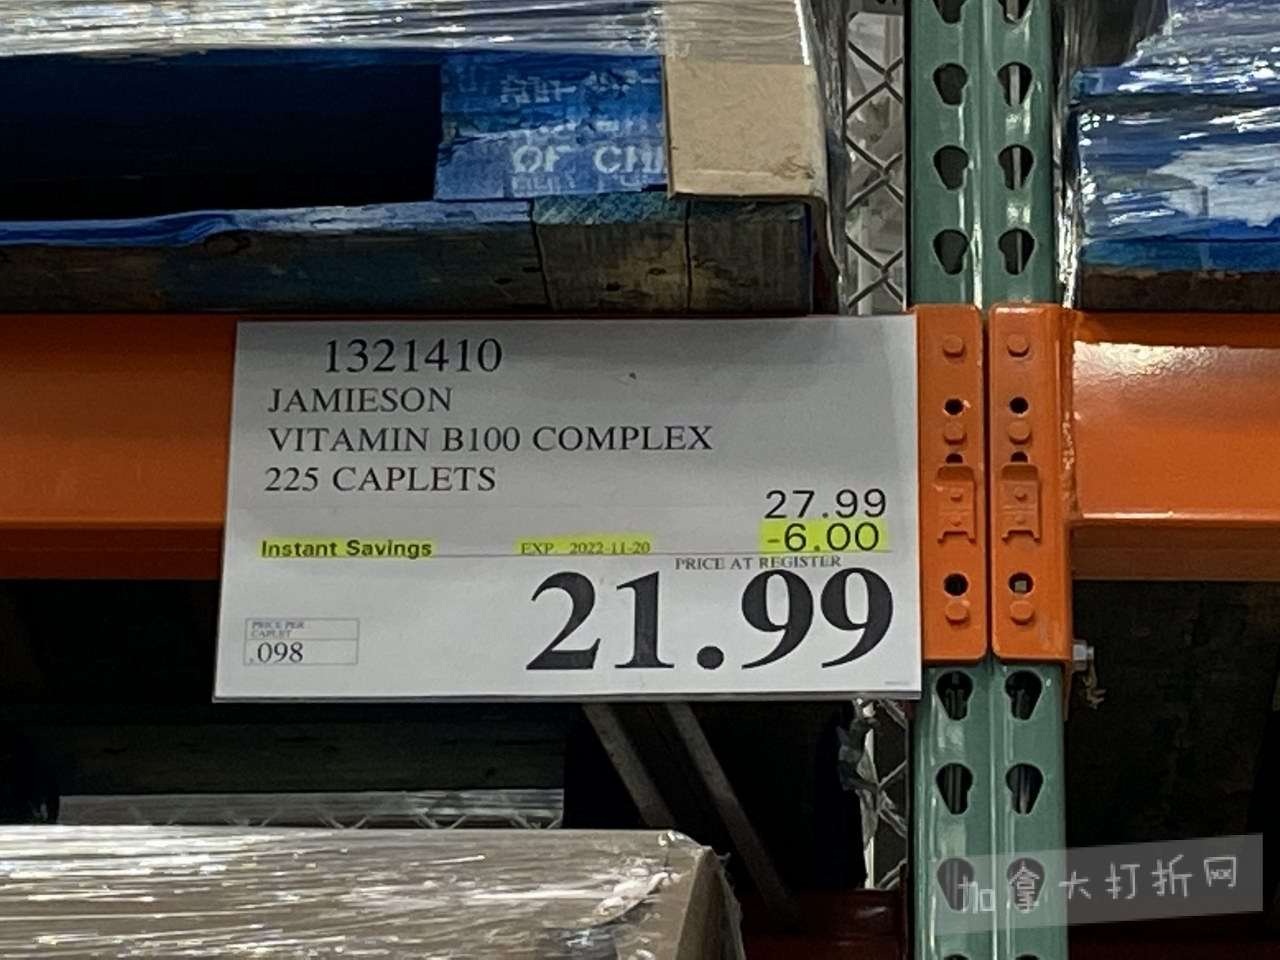 OF CHI
1321410
JAMIESON
VITAMIN B100 COMPLEX
225 CAPLETS
27.99
Instant Savings EXP. 2022-11-20 -6.00
PRICE AT REGISTER
21.99
PRICE PER
CAPLET
.098
加拿大打折网